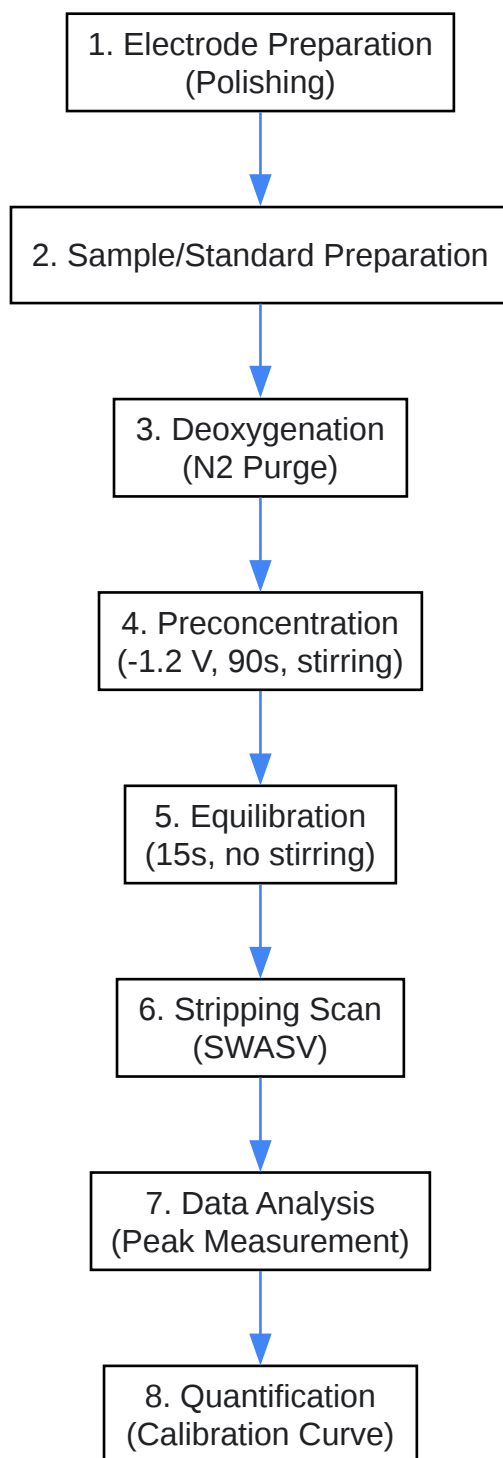 1. Electrode Preparation
(Polishing)
2. Sample/Standard Preparation
3. Deoxygenation
(N2 Purge)
4. Preconcentration
(-1.2 V, 90s, stirring)
5. Equilibration
(15s, no stirring)
6. Stripping Scan
(SWASV)
7. Data Analysis
(Peak Measurement)
8. Quantification
(Calibration Curve)